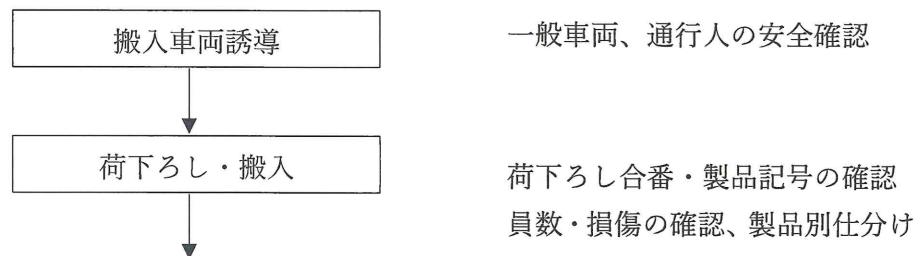 搬入車両誘導
一般車両、通行人の安全確認
荷下ろし・搬入
荷下ろし合番・製品記号の確認
員数・損傷の確認、製品別仕分け